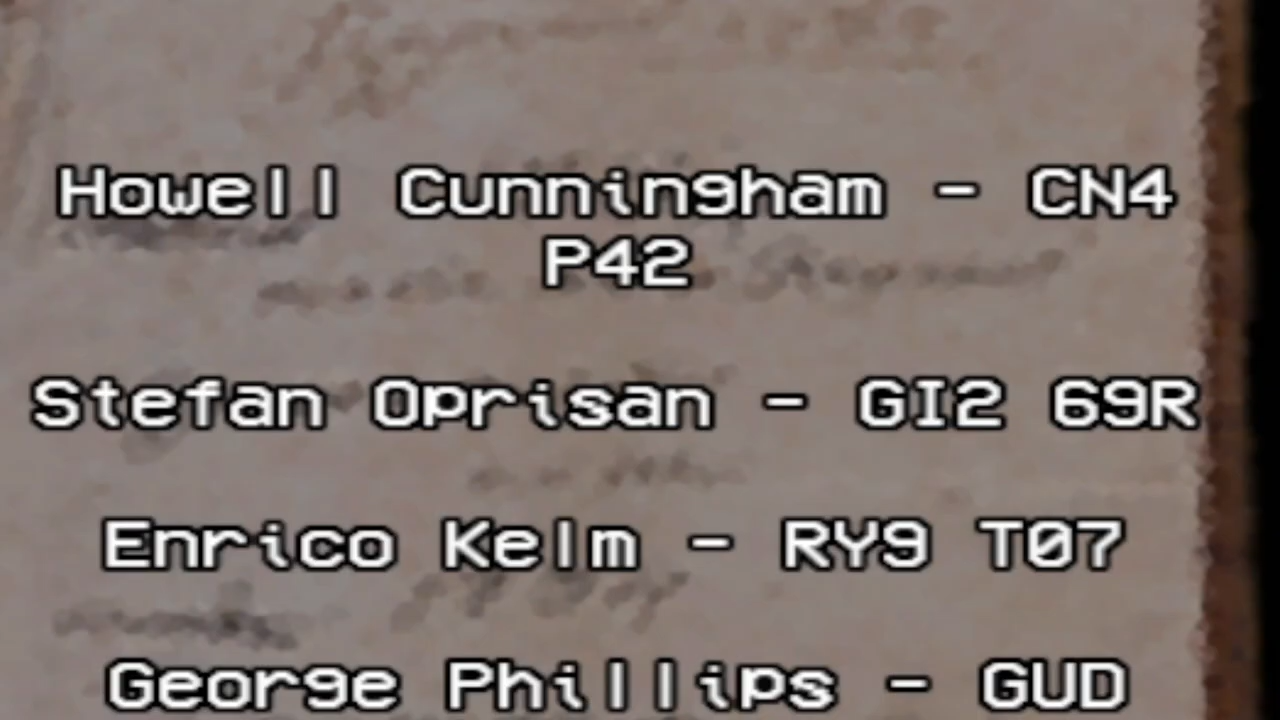 Howell Cunningham - CN4
P42
Stefan Oprisan - GI2 69R
Enrico Kelm - RY9 T07
George Phillips - GUD